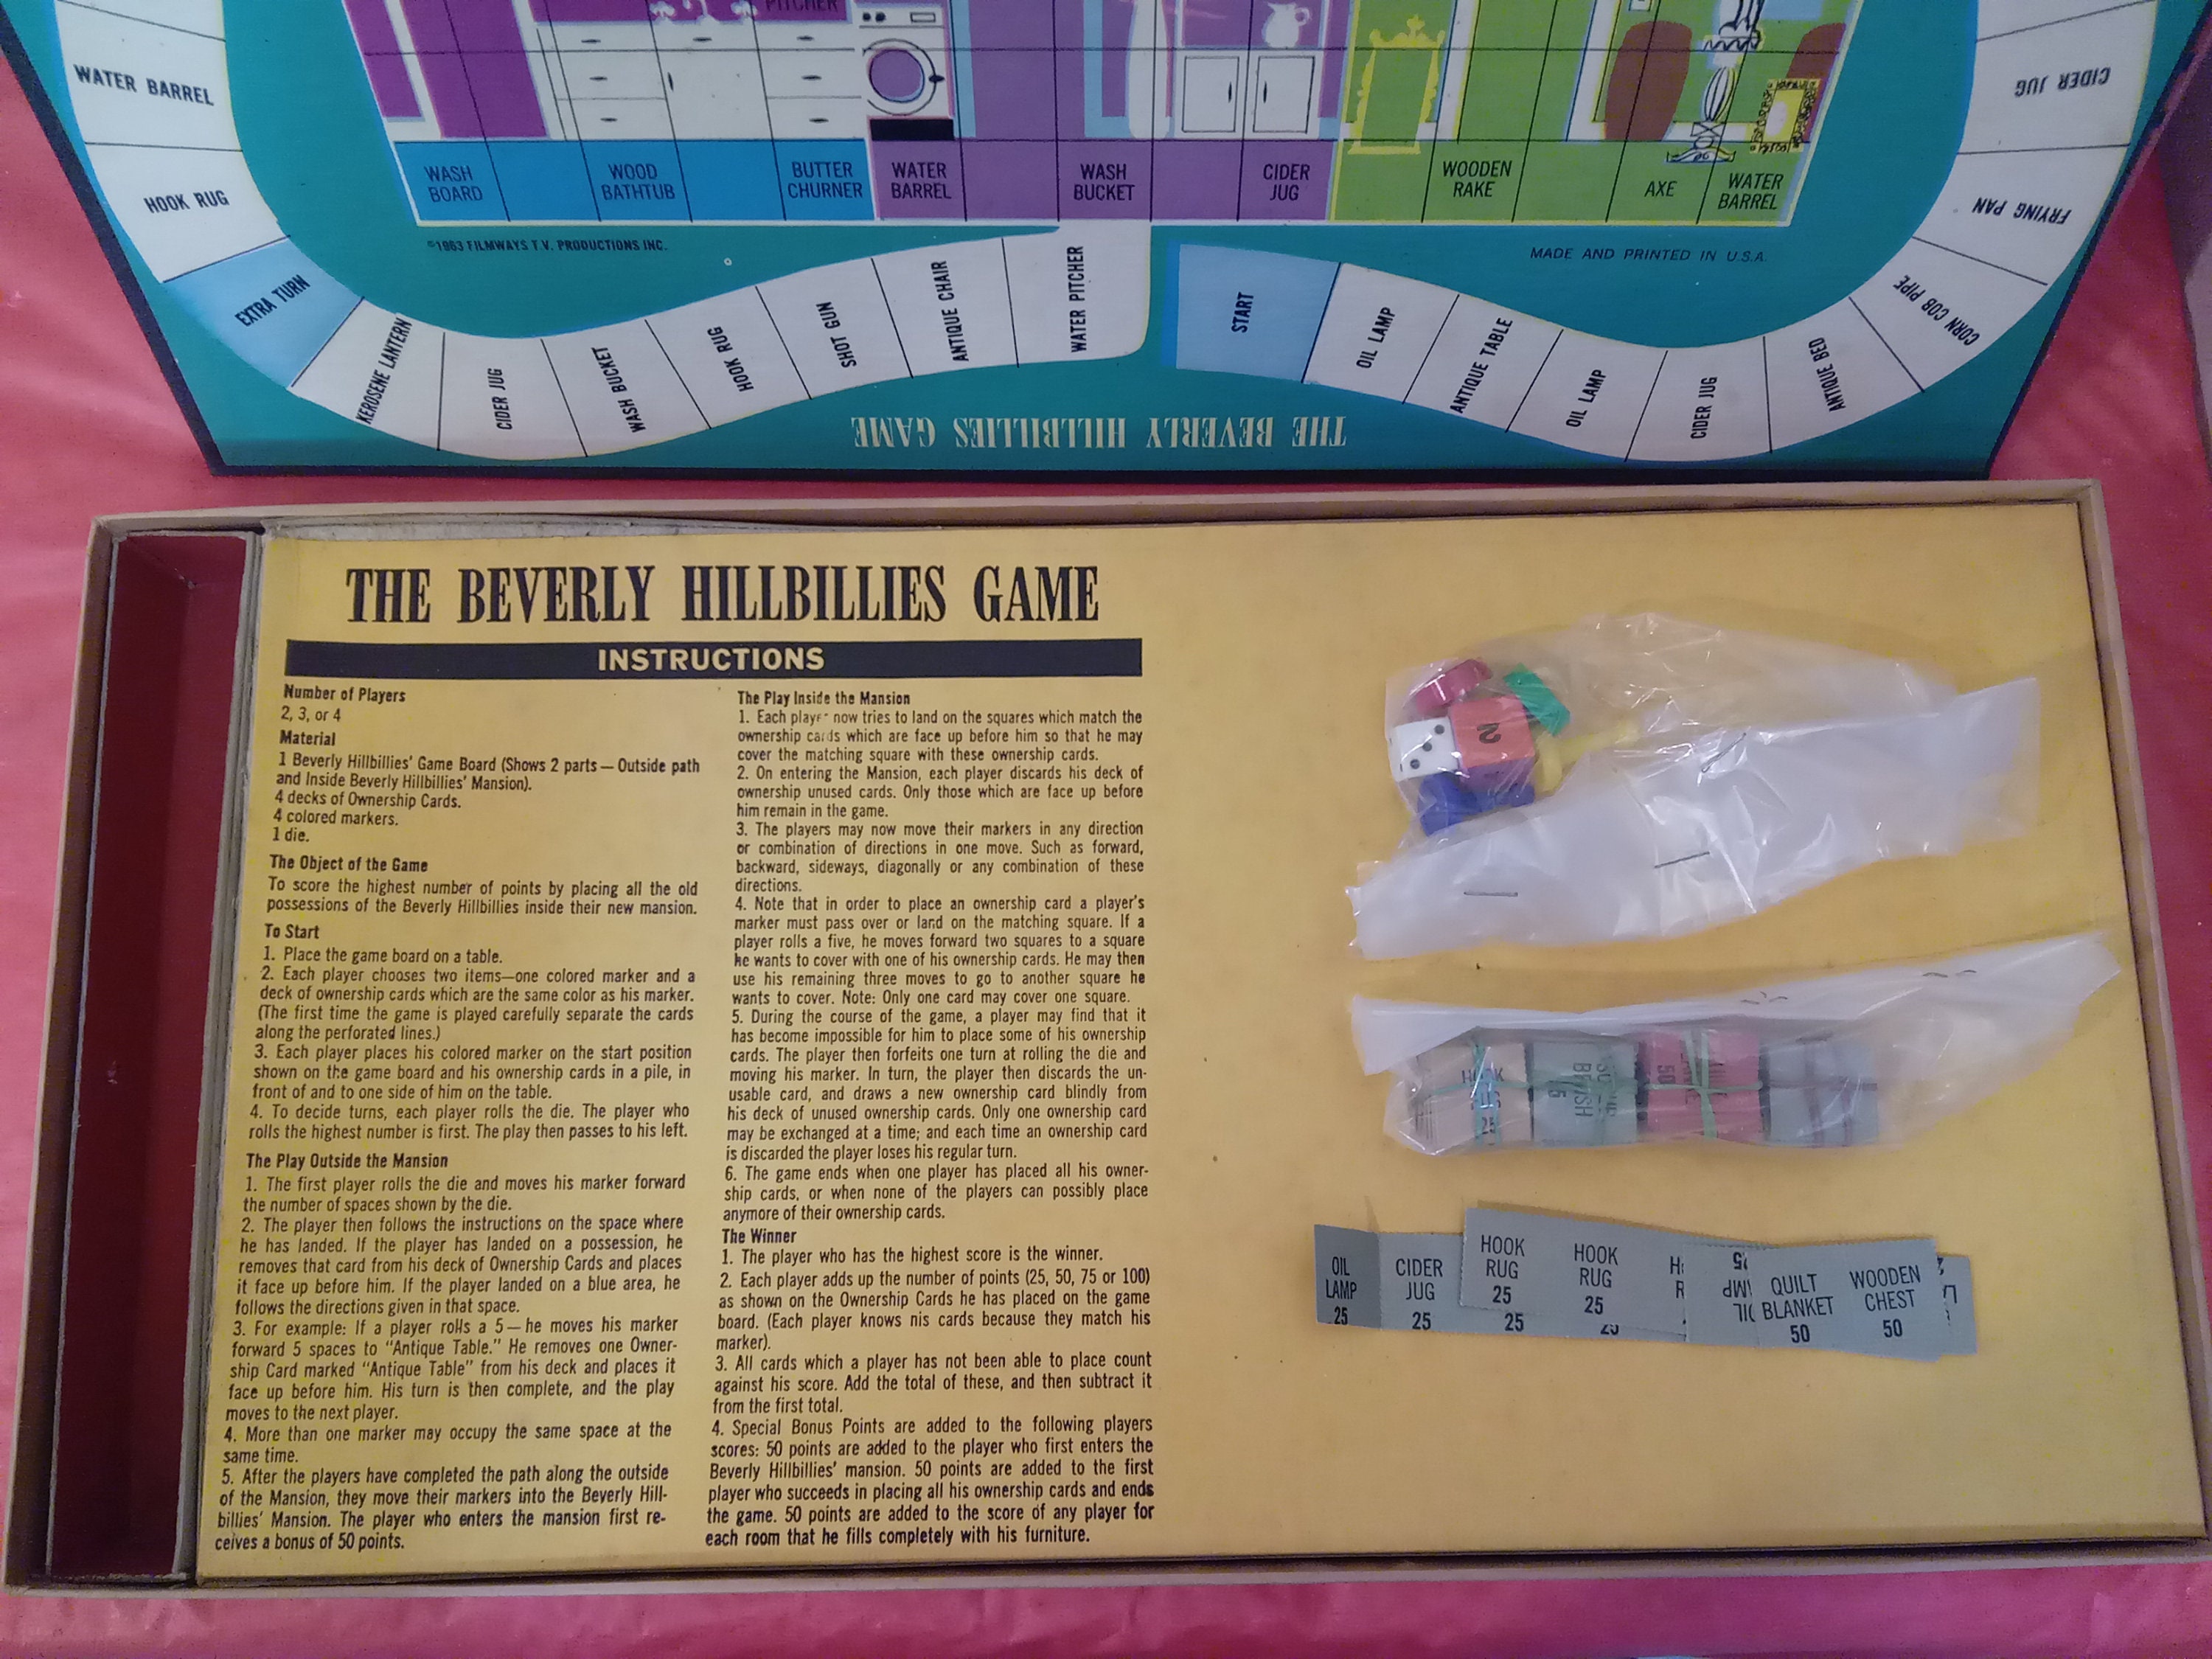 PITCHER
WATER BARREL
HOOK RUG
EXTRA TURN
KEROSENE LANTERN
CIDER JUG
WASH BUCKET
HOOK RUG
SHOT GUN
ANTIQUE CHAIR
WATER PITCHER
START
OIL LAMP
ANTIQUE TABLE
OIL LAMP
CIDER JUG
ANTIQUE BED
CORN COB PIPE
FRYING PAN
CIDER JUG
WASH
BOARD
WOOD
BATHTUB
BUTTER
CHURNER
WATER
BARREL
WASH
BUCKET
CIDER
JUG
WOODEN
RAKE
AXE
WATER
BARREL
©1963 FILMWAYS T.V. PRODUCTIONS INC.
MADE AND PRINTED IN U.S.A.
THE BEVERLY HILLBILLIES GAME
THE BEVERLY HILLBILLIES GAME
INSTRUCTIONS
Number of Players
2, 3, or 4
Material
1 Beverly Hillbillies' Game Board (Shows 2 parts — Outside path
and Inside Beverly Hillbillies' Mansion).
4 decks of Ownership Cards.
4 colored markers.
1 die.
The Object of the Game
To score the highest number of points by placing all the old
possessions of the Beverly Hillbillies inside their new mansion.
To Start
1. Place the game board on a table.
2. Each player chooses two items—one colored marker and a
deck of ownership cards which are the same color as his marker.
(The first time the game is played carefully separate the cards
along the perforated lines.)
3. Each player places his colored marker on the start position
shown on the game board and his ownership cards in a pile, in
front of and to one side of him on the table.
4. To decide turns, each player rolls the die. The player who
rolls the highest number is first. The play then passes to his left.
The Play Outside the Mansion
1. The first player rolls the die and moves his marker forward
the number of spaces shown by the die.
2. The player then follows the instructions on the space where
he has landed. If the player has landed on a possession, he
removes that card from his deck of Ownership Cards and places
it face up before him. If the player landed on a blue area, he
follows the directions given in that space.
3. For example: If a player rolls a 5 — he moves his marker
forward 5 spaces to "Antique Table." He removes one Owner-
ship Card marked "Antique Table" from his deck and places it
face up before him. His turn is then complete, and the play
moves to the next player.
4. More than one marker may occupy the same space at the
same time.
5. After the players have completed the path along the outside
of the Mansion, they move their markers into the Beverly Hill-
billies' Mansion. The player who enters the mansion first re-
ceives a bonus of 50 points.
The Play Inside the Mansion
1. Each player now tries to land on the squares which match the
ownership cards which are face up before him so that he may
cover the matching square with these ownership cards.
2. On entering the Mansion, each player discards his deck of
ownership unused cards. Only those which are face up before
him remain in the game.
3. The players may now move their markers in any direction
or combination of directions in one move. Such as forward,
backward, sideways, diagonally or any combination of these
directions.
4. Note that in order to place an ownership card a player's
marker must pass over or land on the matching square. If a
player rolls a five, he moves forward two squares to a square
he wants to cover with one of his ownership cards. He may then
use his remaining three moves to go to another square he
wants to cover. Note: Only one card may cover one square.
5. During the course of the game, a player may find that it
has become impossible for him to place some of his ownership
cards. The player then forfeits one turn at rolling the die and
moving his marker. In turn, the player then discards the un-
usable card, and draws a new ownership card blindly from
his deck of unused ownership cards. Only one ownership card
may be exchanged at a time; and each time an ownership card
is discarded the player loses his regular turn.
6. The game ends when one player has placed all his owner-
ship cards, or when none of the players can possibly place
anymore of their ownership cards.
The Winner
1. The player who has the highest score is the winner.
2. Each player adds up the number of points (25, 50, 75 or 100)
as shown on the Ownership Cards he has placed on the game
board. (Each player knows his cards because they match his
marker).
3. All cards which a player has not been able to place count
against his score. Add the total of these, and then subtract it
from the first total.
4. Special Bonus Points are added to the following players
scores: 50 points are added to the player who first enters the
Beverly Hillbillies' mansion. 50 points are added to the first
player who succeeds in placing all his ownership cards and ends
the game. 50 points are added to the score of any player for
each room that he fills completely with his furniture.
2
HOOK
25
50
OIL
LAMP
25
CIDER
JUG
25
HOOK
RUG
25
25
HOOK
RUG
25
QUILT
BLANKET
50
WOODEN
CHEST
50